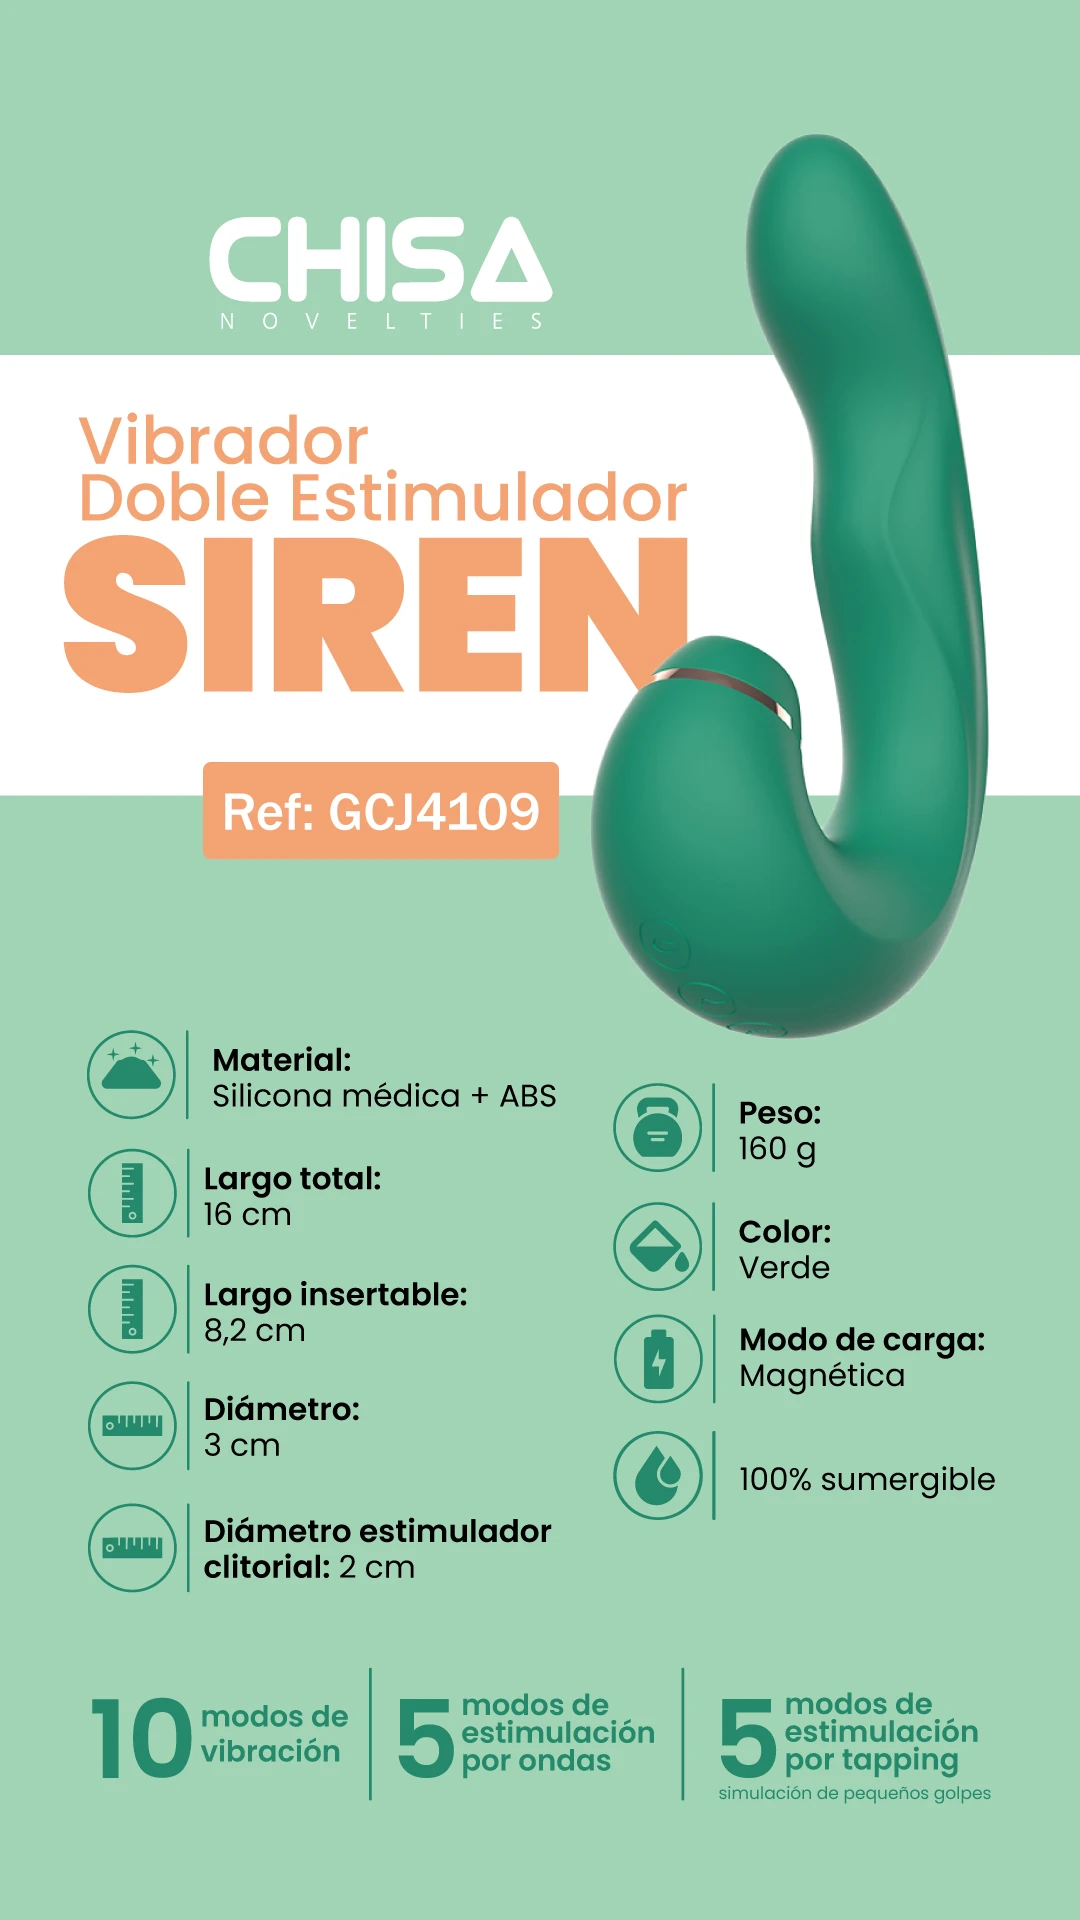 CHISA
NOVELTIES
Vibrador
Doble Estimulador
SIREN
Ref: GCJ4109
Material:
Silicona médica + ABS
Largo total:
16 cm
Largo insertable:
8,2 cm
Diámetro:
3 cm
Diámetro estimulador
clitorial: 2 cm
Peso:
160 g
Color:
Verde
Modo de carga:
Magnética
100% sumergible
10 modos de
vibración
5 modos de
estimulación
por ondas
5 modos de
estimulación
por tapping
simulación de pequeños golpes